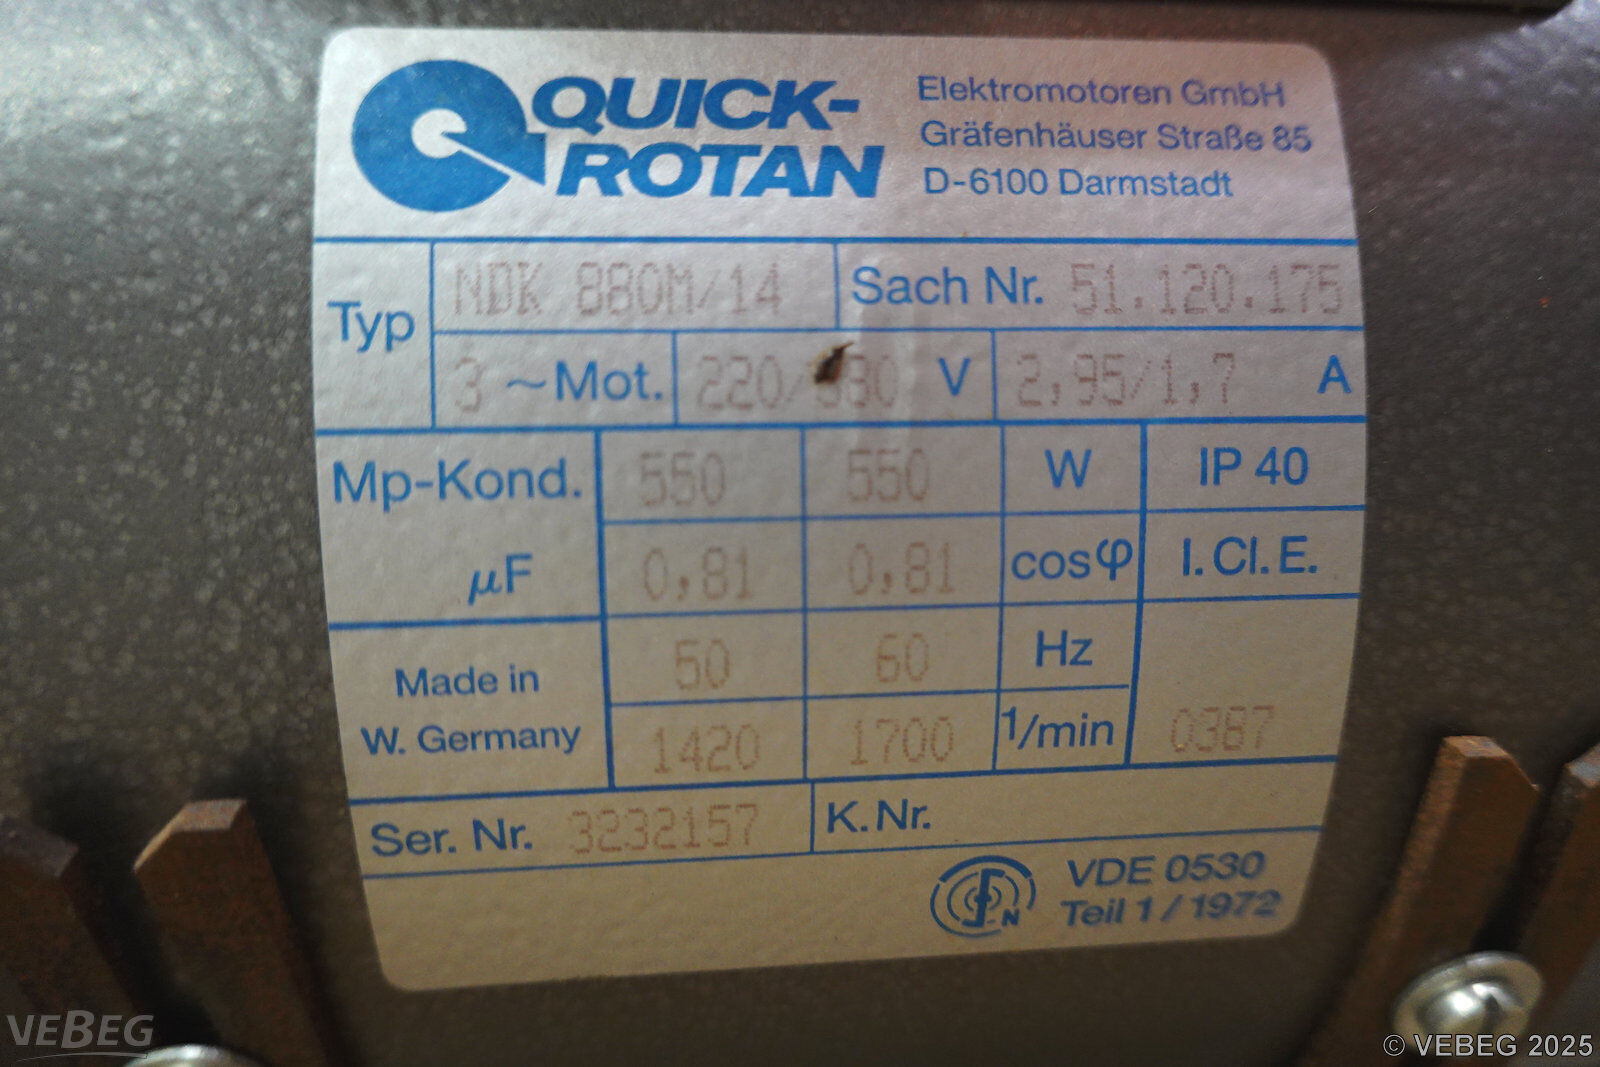 QUICK-
ROTAN
Elektromotoren GmbH
Gräfenhäuser Straße 85
D-6100 Darmstadt
Typ NDK 880M/14 Sach Nr. 51.120.175
3 ~Mot. 220/380 V 2,95/1,7 A
Mp-Kond. 550 550 W IP 40
µF 0,81 0,81 cosφ I.Cl.E.
Made in 50 60 Hz
W. Germany 1420 1700 1/min 0387
Ser. Nr. 3232157 K.Nr.
N VDE 0530
Teil 1/1972
VEBEG
© VEBEG 2025